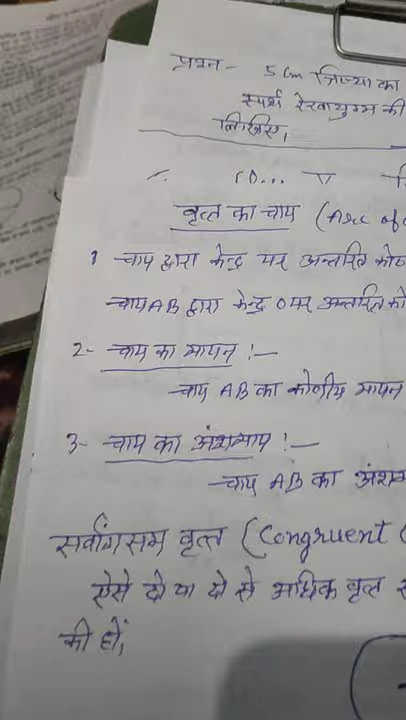 प्रश्न - 5 cm त्रिज्या का
स्पर्श रेखायुग्म की
लिखिए,
वृत्त का चाप (Arc of
1 चाप द्वारा केन्द्र पर अन्तरित को
चाप AB द्वारा केन्द्र O पर अन्तरित को
2- चाप का मापन :-
चाप AB का कोणीय मापन
3- चाप का अंशमाप :-
चाप AB का अंशम
सर्वांगसम वृत्त (Congruent
ऐसे दो या दो से अधिक वृत्त
की हों,